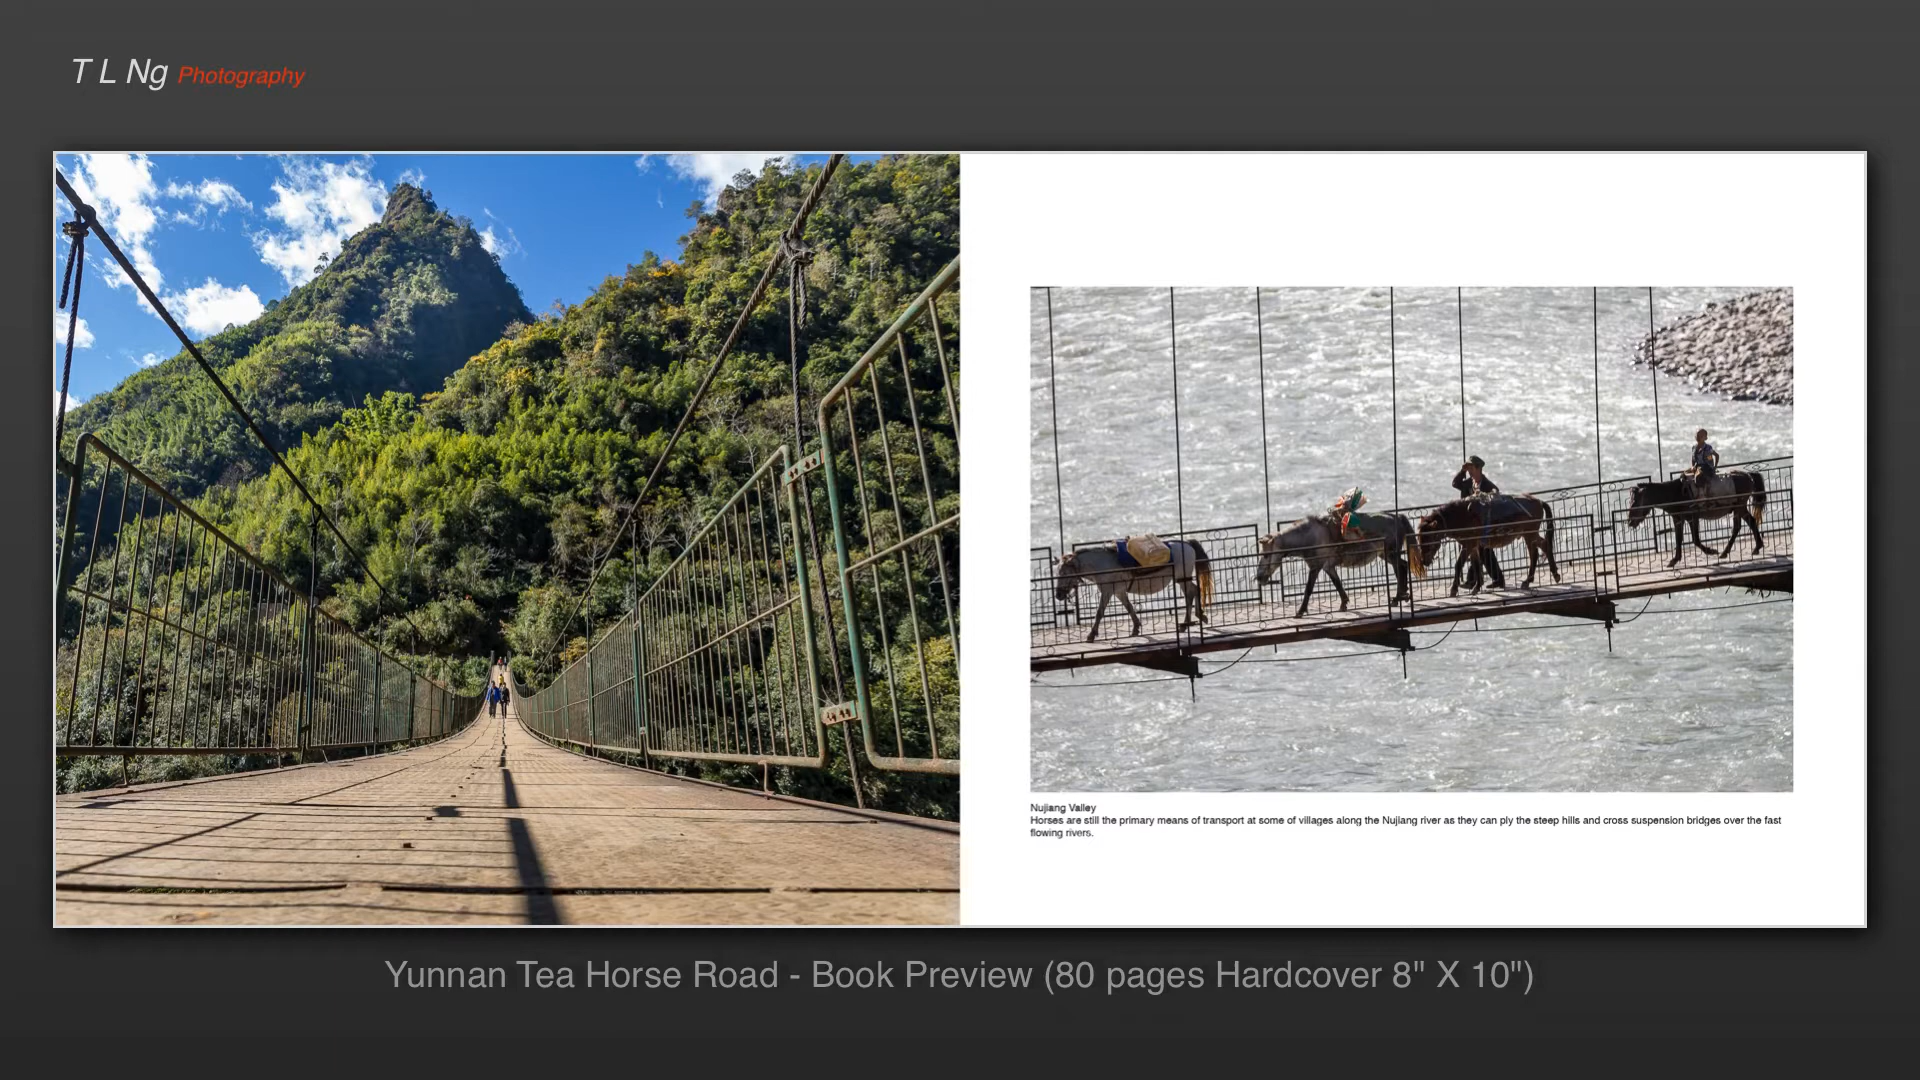 T L Ng Photography
Nujiang Valley
Horses are still the primary means of transport at some of villages along the Nujiang river as they can ply the steep hills and cross suspension bridges over the fast
flowing rivers.
Yunnan Tea Horse Road - Book Preview (80 pages Hardcover 8" X 10")